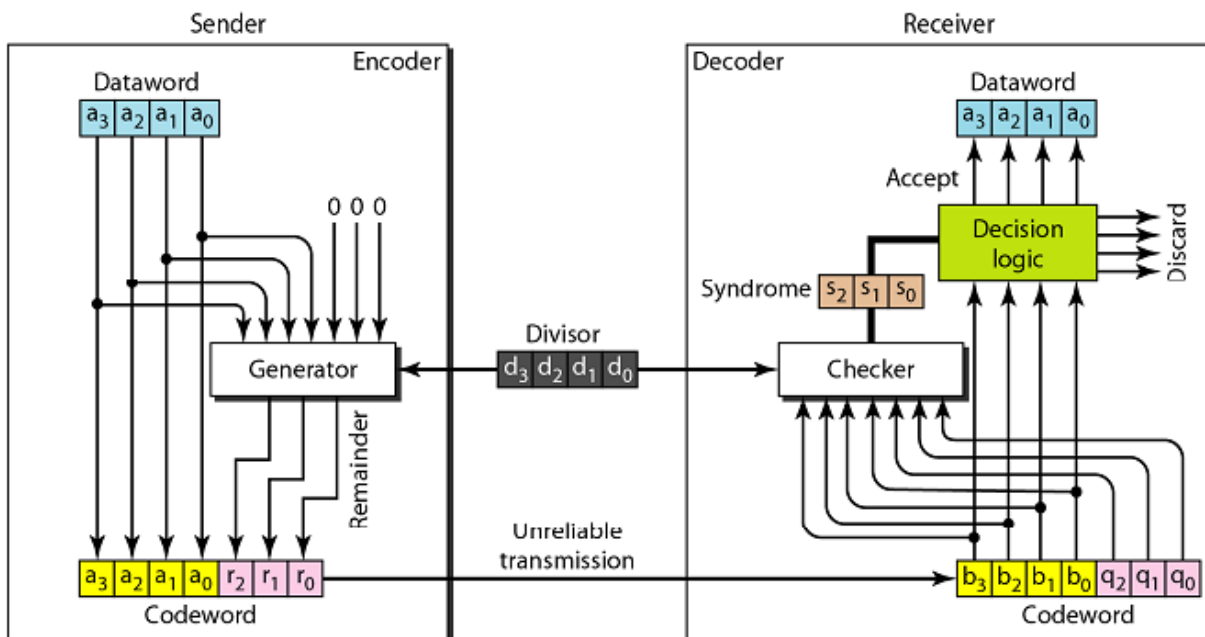 Sender
Receiver
Encoder
Decoder
Dataword
a₃ a₂ a₁ a₀
Dataword
a₃ a₂ a₁ a₀
0 0 0
Accept
Decision
logic
Discard
Syndrome
s₂ s₁ s₀
Generator
Divisor
d₃ d₂ d₁ d₀
Checker
Remainder
Unreliable
transmission
a₃ a₂ a₁ a₀ r₂ r₁ r₀
Codeword
b₃ b₂ b₁ b₀ q₂ q₁ q₀
Codeword